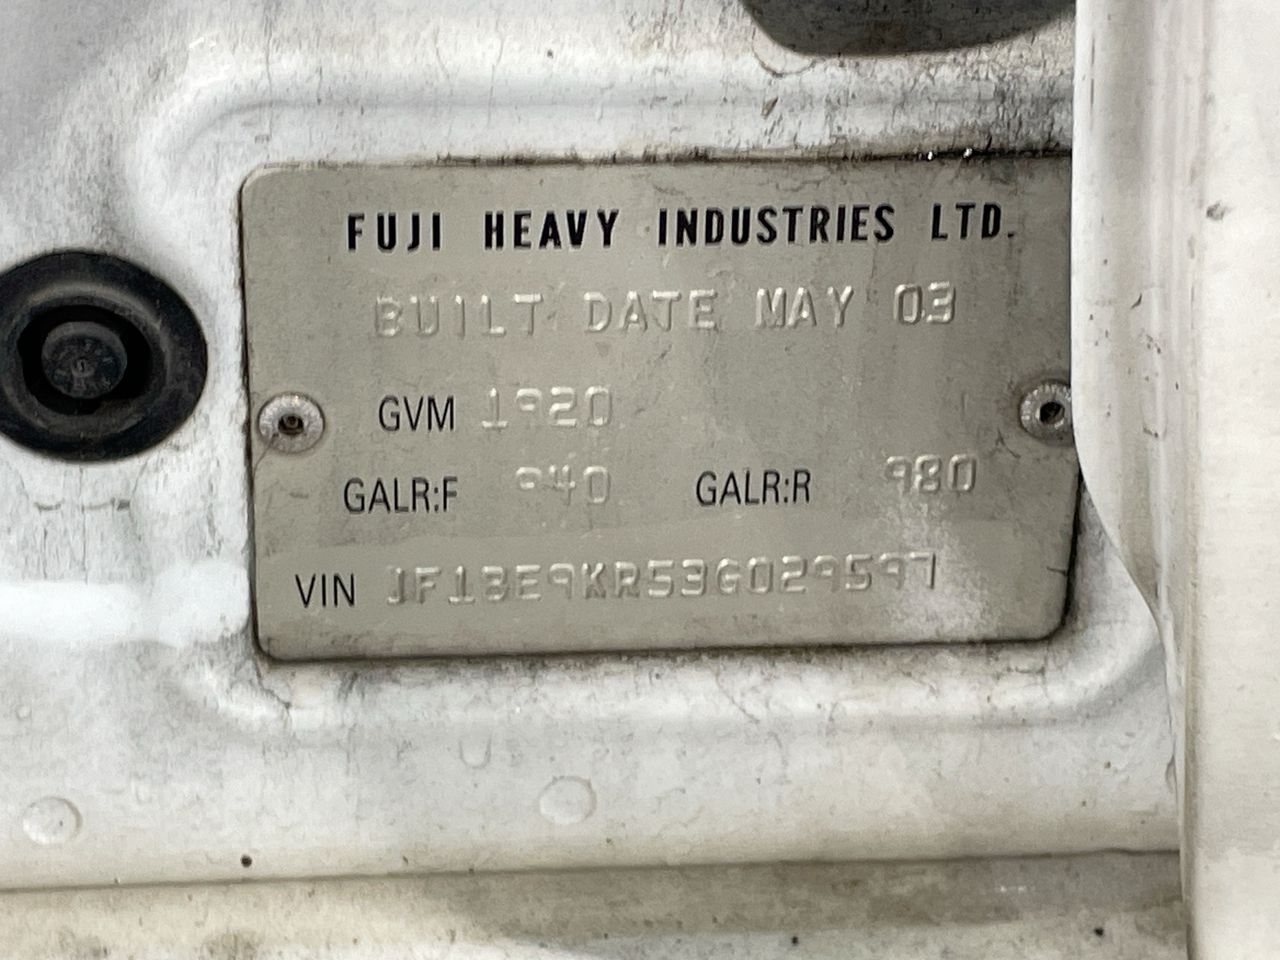 FUJI HEAVY INDUSTRIES LTD.
BUILT DATE MAY 03
GVM 1920
GALR:F 940 GALR:R 980
VIN JF1BE9KR53G029597